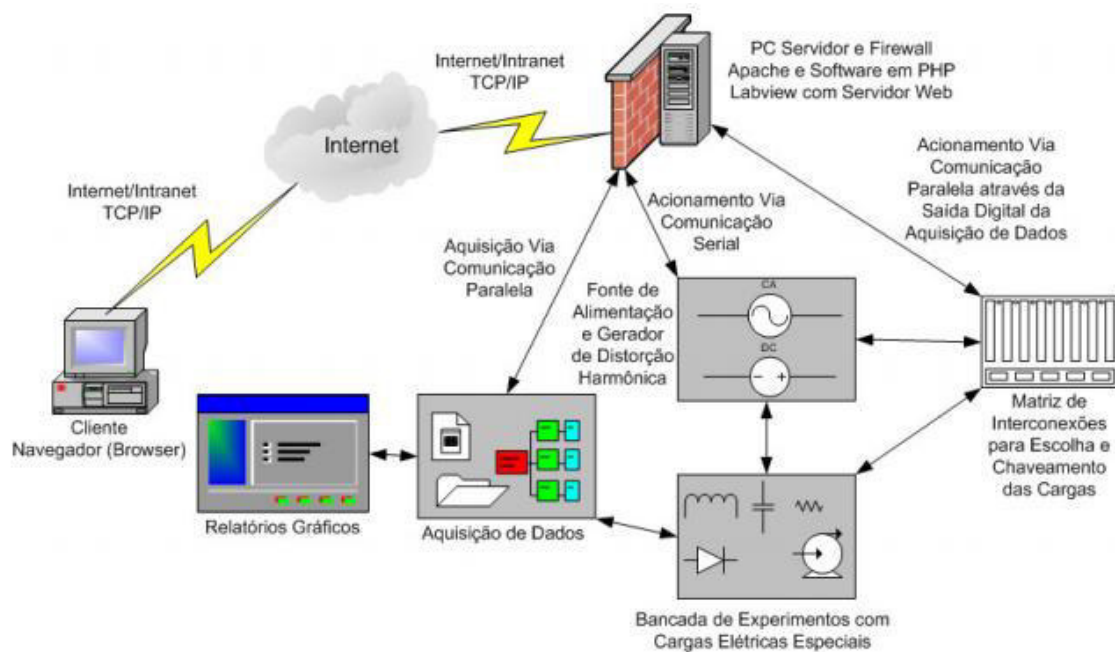 Internet/Intranet
TCP/IP
PC Servidor e Firewall
Apache e Software em PHP
Labview com Servidor Web
Internet
Internet/Intranet
TCP/IP
Acionamento Via
Comunicação
Paralela através da
Saída Digital da
Aquisição de Dados
Acionamento Via
Comunicação
Serial
Aquisição Via
Comunicação
Paralela
Fonte de
Alimentação
e Gerador
de Distorção
Harmônica
CA
DC
Cliente
Navegador (Browser)
Matriz de
Interconexões
para Escolha e
Chaveamento
das Cargas
Relatórios Gráficos
Aquisição de Dados
Bancada de Experimentos com
Cargas Elétricas Especiais